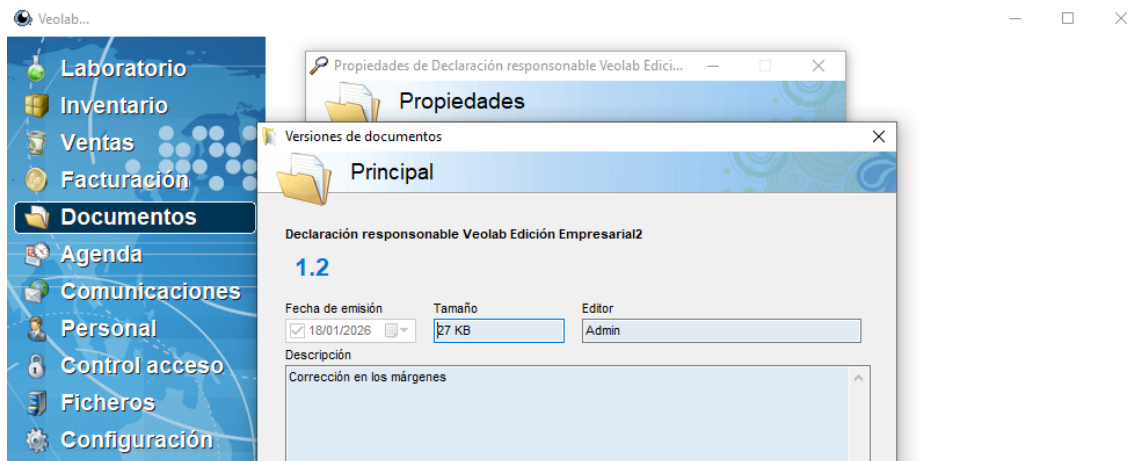 Veolab...
Laboratorio
Inventario
Ventas
Facturación
Documentos
Agenda
Comunicaciones
Personal
Control acceso
Ficheros
Configuración
Propiedades de Declaración responsonable Veolab Edici...
Propiedades
Versiones de documentos
Principal
Declaración responsonable Veolab Edición Empresarial2
1.2
Fecha de emisión Tamaño Editor
18/01/2026 27 KB Admin
Descripción
Corrección en los márgenes